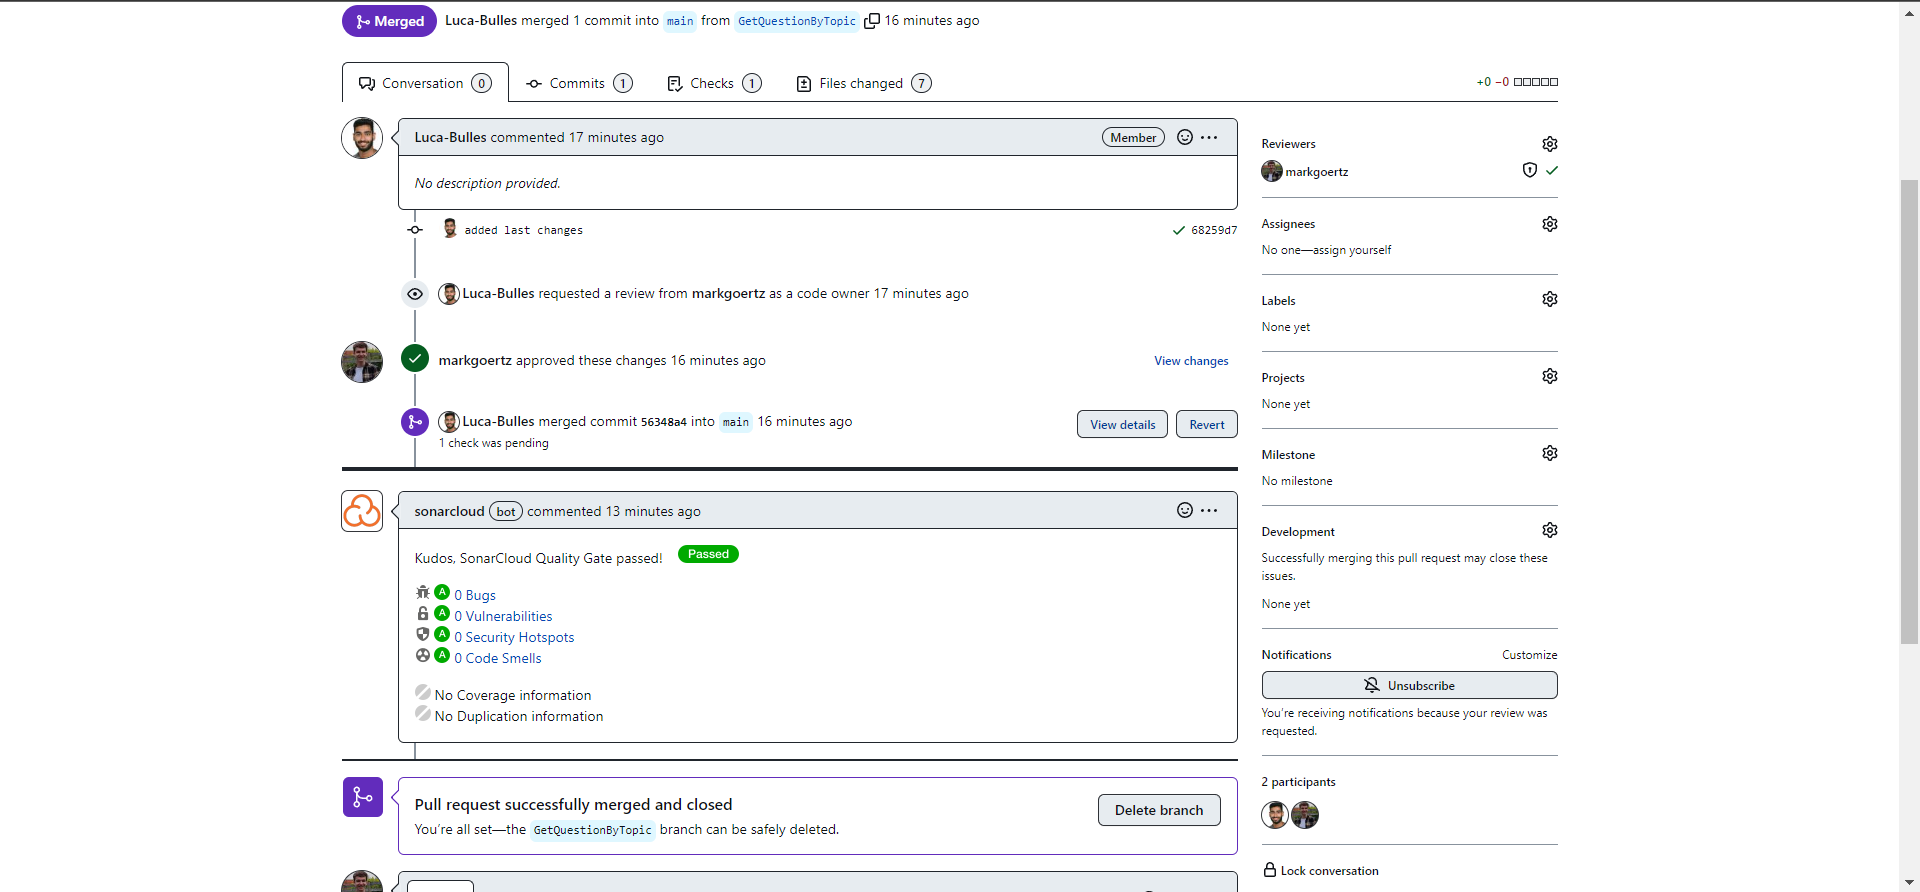 Merged Luca-Bulles merged 1 commit into main from GetQuestionByTopic 16 minutes ago
Conversation 0 Commits 1 Checks 1 Files changed 7 +0 −0
Luca-Bulles commented 17 minutes ago Member
No description provided.
added last changes 68259d7
Luca-Bulles requested a review from markgoertz as a code owner 17 minutes ago
markgoertz approved these changes 16 minutes ago View changes
Luca-Bulles merged commit 56348a4 into main 16 minutes ago View details Revert
1 check was pending
sonarcloud bot commented 13 minutes ago
Kudos, SonarCloud Quality Gate passed! Passed
A 0 Bugs
A 0 Vulnerabilities
A 0 Security Hotspots
A 0 Code Smells
No Coverage information
No Duplication information
Pull request successfully merged and closed
You're all set—the GetQuestionByTopic branch can be safely deleted.
Delete branch
Reviewers
markgoertz
Assignees
No one—assign yourself
Labels
None yet
Projects
None yet
Milestone
No milestone
Development
Successfully merging this pull request may close these
issues.
None yet
Notifications Customize
Unsubscribe
You're receiving notifications because your review was
requested.
2 participants
Lock conversation